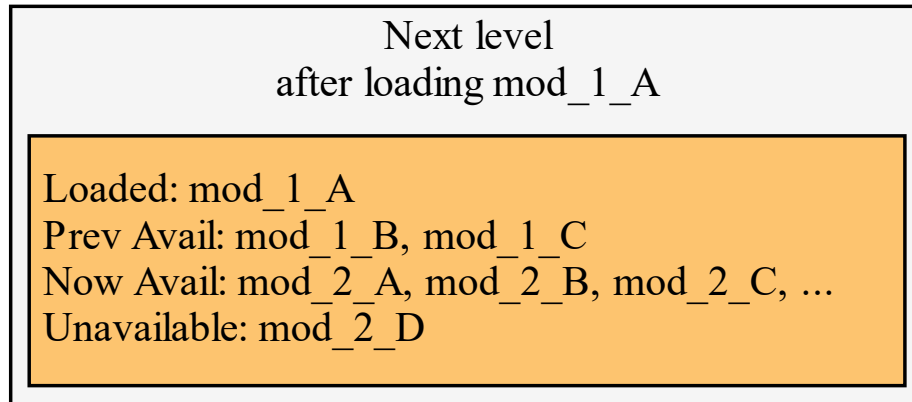 Next level
after loading mod_1_A
Loaded: mod_1_A
Prev Avail: mod_1_B, mod_1_C
Now Avail: mod_2_A, mod_2_B, mod_2_C, ...
Unavailable: mod_2_D